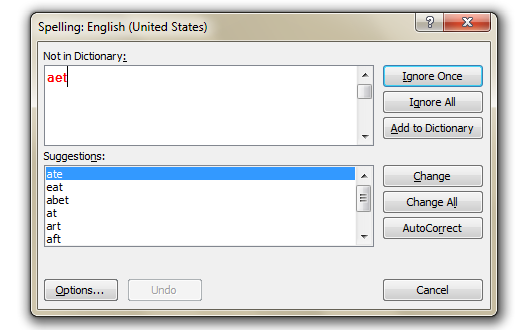 Spelling: English (United States)
Not in Dictionary:
aet
Ignore Once
Ignore All
Add to Dictionary
Suggestions:
ate
eat
abet
at
art
aft
Change
Change All
AutoCorrect
Options...
Undo
Cancel